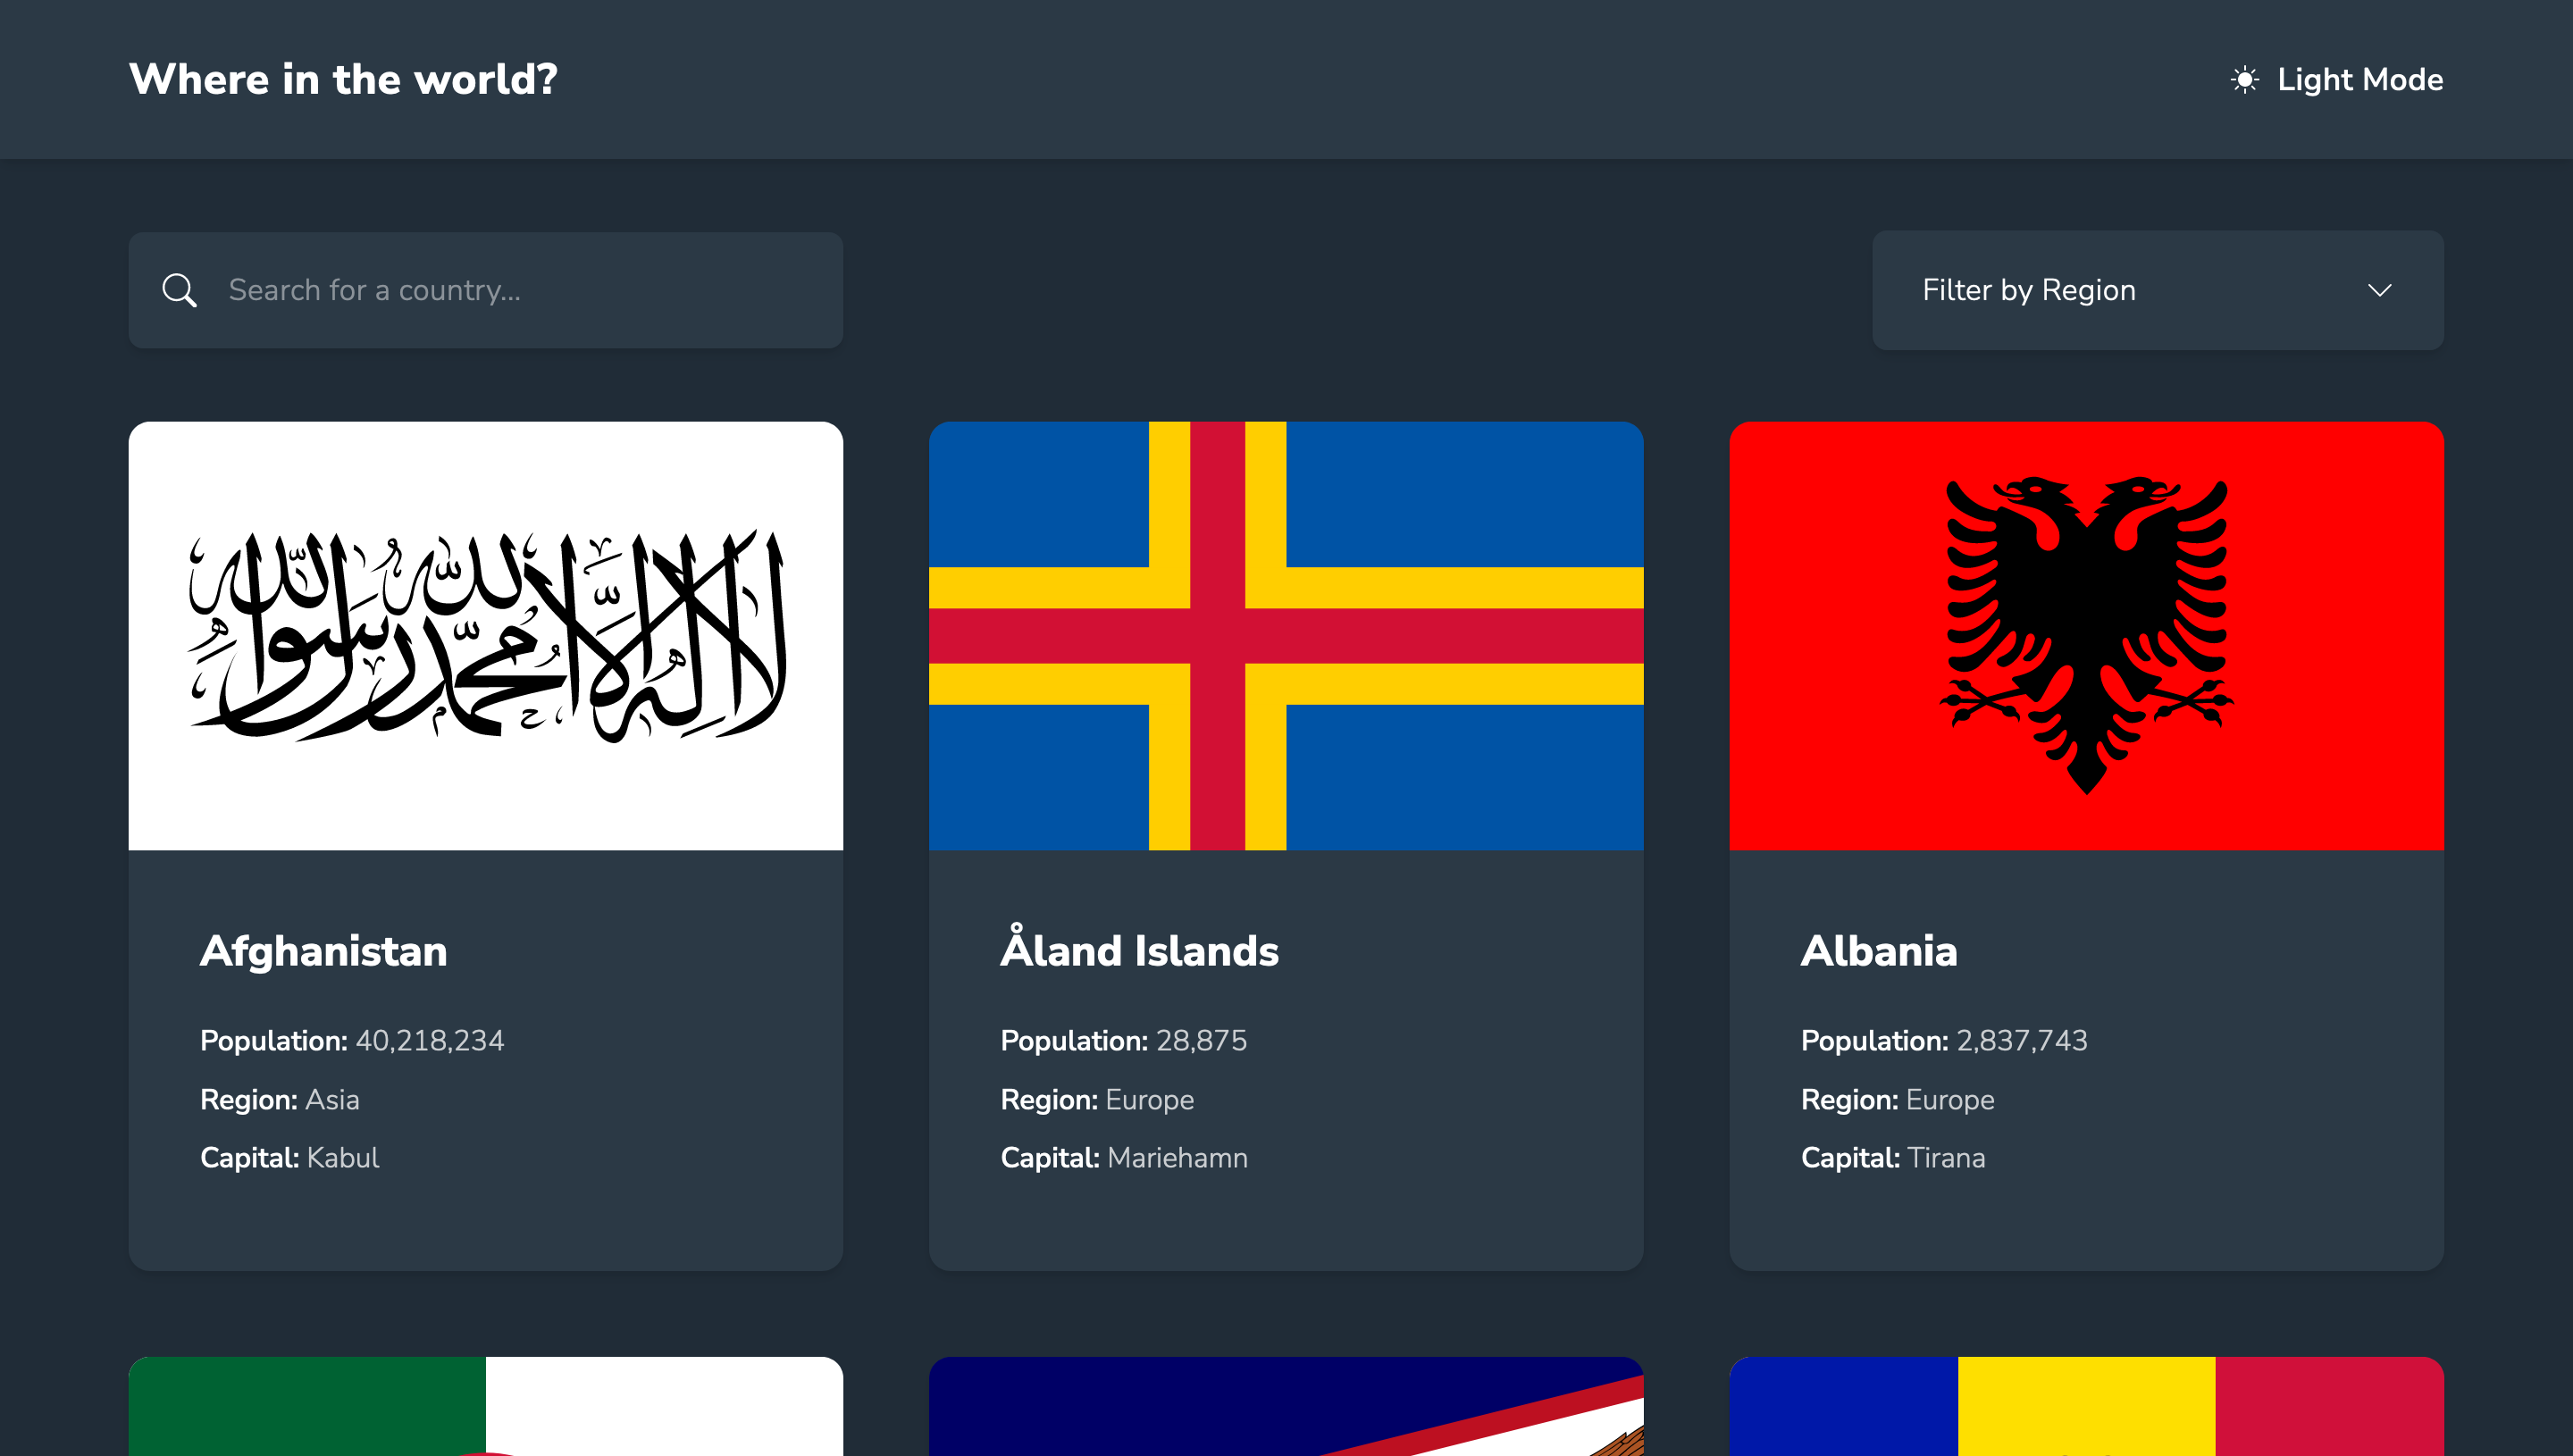 Where in the world?
Light Mode
Search for a country...
Filter by Region
لا إله إلا الله محمد رسول الله
Afghanistan
Population: 40,218,234
Region: Asia
Capital: Kabul
Åland Islands
Population: 28,875
Region: Europe
Capital: Mariehamn
Albania
Population: 2,837,743
Region: Europe
Capital: Tirana